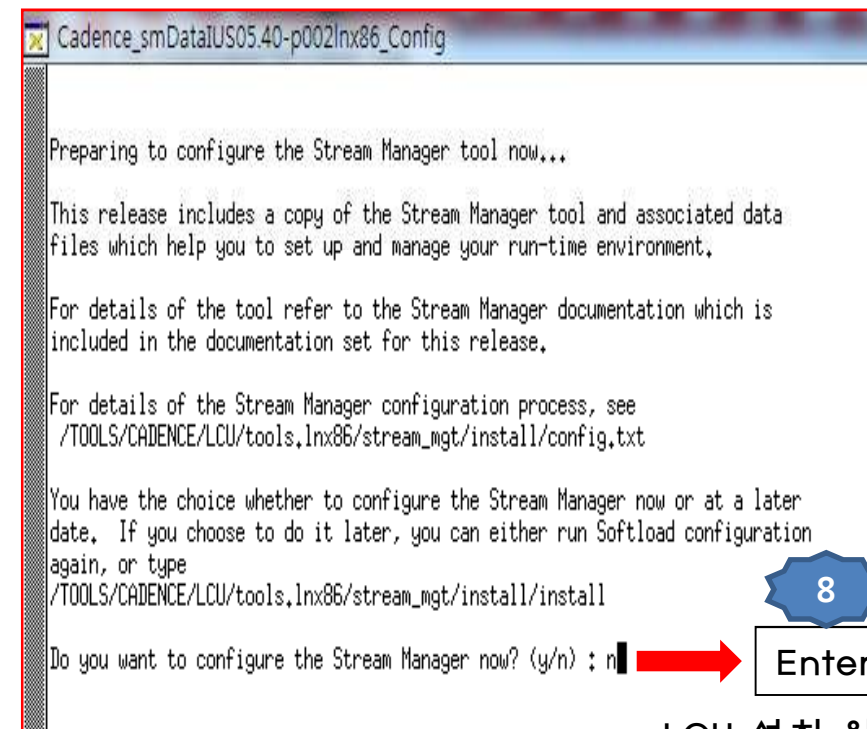 Cadence_smDataIUS05.40-p002lnx86_Config
Preparing to configure the Stream Manager tool now...
This release includes a copy of the Stream Manager tool and associated data
files which help you to set up and manage your run-time environment.
For details of the tool refer to the Stream Manager documentation which is
included in the documentation set for this release.
For details of the Stream Manager configuration process, see
/TOOLS/CADENCE/LCU/tools.lnx86/stream_mgt/install/config.txt
You have the choice whether to configure the Stream Manager now or at a later
date.  If you choose to do it later, you can either run Softload configuration
again, or type
/TOOLS/CADENCE/LCU/tools.lnx86/stream_mgt/install/install
8
Do you want to configure the Stream Manager now? (y/n) : n
Enter